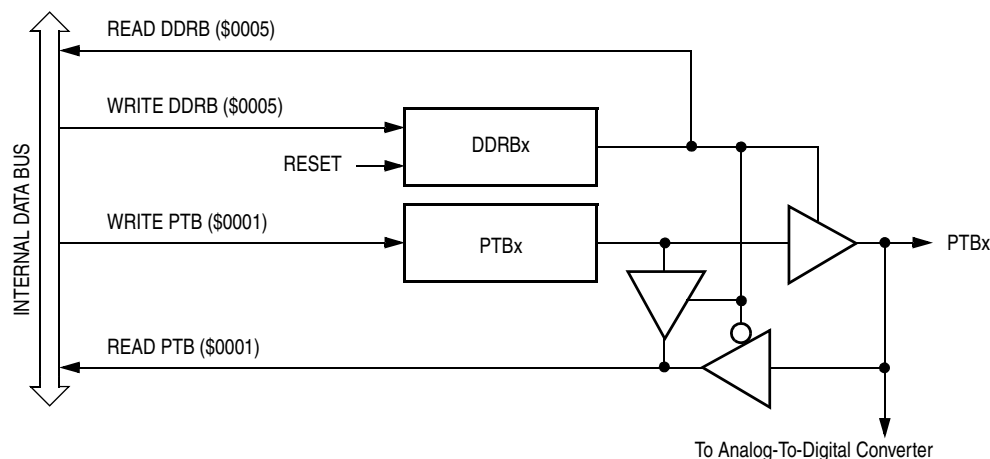 READ DDRB ($0005)
WRITE DDRB ($0005)
DDRBx
RESET
INTERNAL DATA BUS
WRITE PTB ($0001)
PTBx
PTBx
READ PTB ($0001)
To Analog-To-Digital Converter